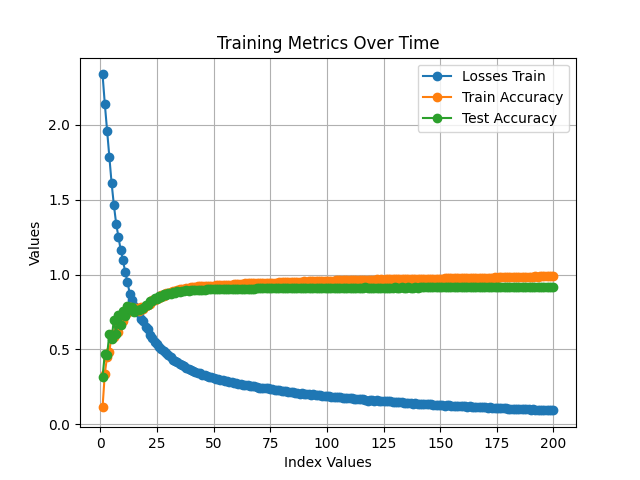 Training Metrics Over Time
Losses Train
Train Accuracy
Test Accuracy
2.0
1.5
1.0
0.5
0.0
Values
0 25 50 75 100 125 150 175 200
Index Values